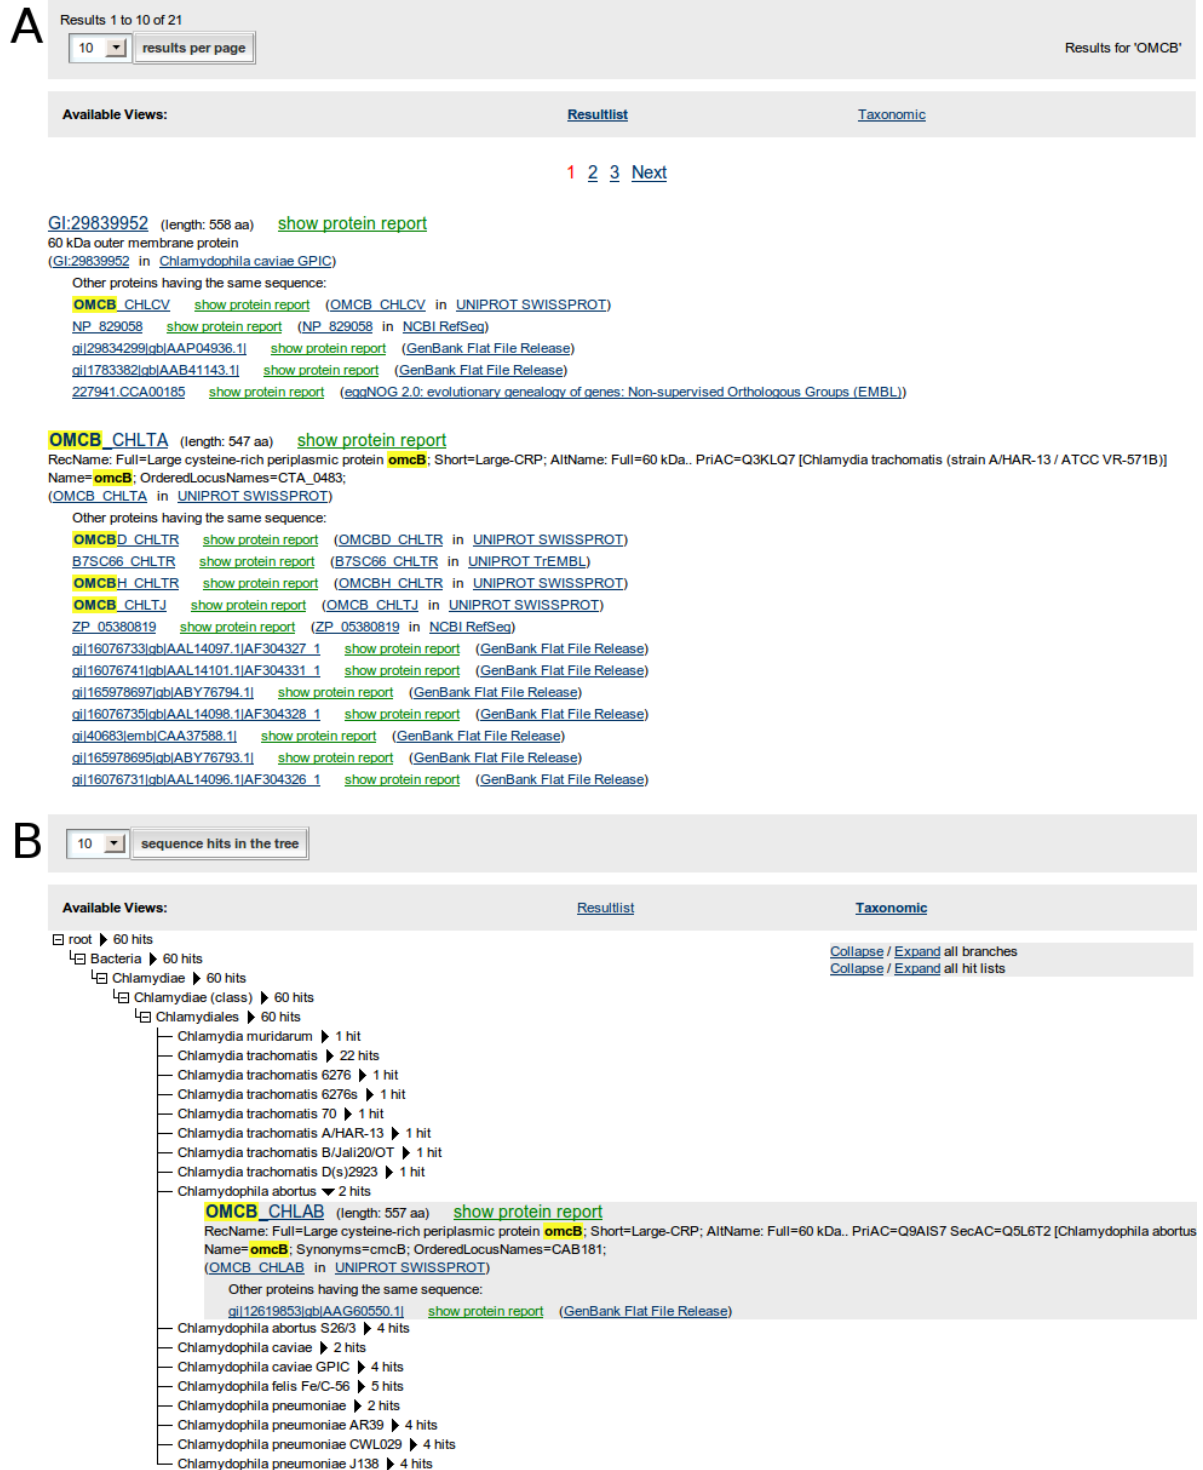 A
Results 1 to 10 of 21
10 results per page
Results for 'OMCB'
Available Views: Resultlist Taxonomic
1 2 3 Next
GI:29839952 (length: 558 aa) show protein report
60 kDa outer membrane protein
(GI:29839952 in Chlamydophila caviae GPIC)
Other proteins having the same sequence:
OMCB_CHLCV show protein report (OMCB_CHLCV in UNIPROT SWISSPROT)
NP_829058 show protein report (NP_829058 in NCBI RefSeq)
gi|29834299|gb|AAP04936.1| show protein report (GenBank Flat File Release)
gi|1783382|gb|AAB41143.1| show protein report (GenBank Flat File Release)
227941.CCA00185 show protein report (eggNOG 2.0: evolutionary genealogy of genes: Non-supervised Orthologous Groups (EMBL))
OMCB_CHLTA (length: 547 aa) show protein report
RecName: Full=Large cysteine-rich periplasmic protein omcB; Short=Large-CRP; AltName: Full=60 kDa.. PriAC=Q3KLQ7 [Chlamydia trachomatis (strain A/HAR-13 / ATCC VR-571B)]
Name=omcB; OrderedLocusNames=CTA_0483;
(OMCB_CHLTA in UNIPROT SWISSPROT)
Other proteins having the same sequence:
OMCBD_CHLTR show protein report (OMCBD_CHLTR in UNIPROT SWISSPROT)
B7SC66_CHLTR show protein report (B7SC66_CHLTR in UNIPROT TrEMBL)
OMCBH_CHLTR show protein report (OMCBH_CHLTR in UNIPROT SWISSPROT)
OMCB_CHLTJ show protein report (OMCB_CHLTJ in UNIPROT SWISSPROT)
ZP_05380819 show protein report (ZP_05380819 in NCBI RefSeq)
gi|16076733|gb|AAL14097.1|AF304327_1 show protein report (GenBank Flat File Release)
gi|16076741|gb|AAL14101.1|AF304331_1 show protein report (GenBank Flat File Release)
gi|165978697|gb|ABY76794.1| show protein report (GenBank Flat File Release)
gi|16076735|gb|AAL14098.1|AF304328_1 show protein report (GenBank Flat File Release)
gi|40683|emb|CAA37588.1| show protein report (GenBank Flat File Release)
gi|165978695|gb|ABY76793.1| show protein report (GenBank Flat File Release)
gi|16076731|gb|AAL14096.1|AF304326_1 show protein report (GenBank Flat File Release)
B
10 sequence hits in the tree
Available Views: Resultlist Taxonomic
root 60 hits
Collapse / Expand all branches
Bacteria 60 hits
Collapse / Expand all hit lists
Chlamydiae 60 hits
Chlamydiae (class) 60 hits
Chlamydiales 60 hits
Chlamydia muridarum 1 hit
Chlamydia trachomatis 22 hits
Chlamydia trachomatis 6276 1 hit
Chlamydia trachomatis 6276s 1 hit
Chlamydia trachomatis 70 1 hit
Chlamydia trachomatis A/HAR-13 1 hit
Chlamydia trachomatis B/Jali20/OT 1 hit
Chlamydia trachomatis D(s)2923 1 hit
Chlamydophila abortus 2 hits
OMCB_CHLAB (length: 557 aa) show protein report
RecName: Full=Large cysteine-rich periplasmic protein omcB; Short=Large-CRP; AltName: Full=60 kDa.. PriAC=Q9AIS7 SecAC=Q5L6T2 [Chlamydophila abortus
Name=omcB; Synonyms=cmcB; OrderedLocusNames=CAB181;
(OMCB_CHLAB in UNIPROT SWISSPROT)
Other proteins having the same sequence:
gi|12619853|gb|AAG60550.1| show protein report (GenBank Flat File Release)
Chlamydophila abortus S26/3 4 hits
Chlamydophila caviae 2 hits
Chlamydophila caviae GPIC 4 hits
Chlamydophila felis Fe/C-56 5 hits
Chlamydophila pneumoniae 2 hits
Chlamydophila pneumoniae AR39 4 hits
Chlamydophila pneumoniae CWL029 4 hits
Chlamydophila pneumoniae J138 4 hits